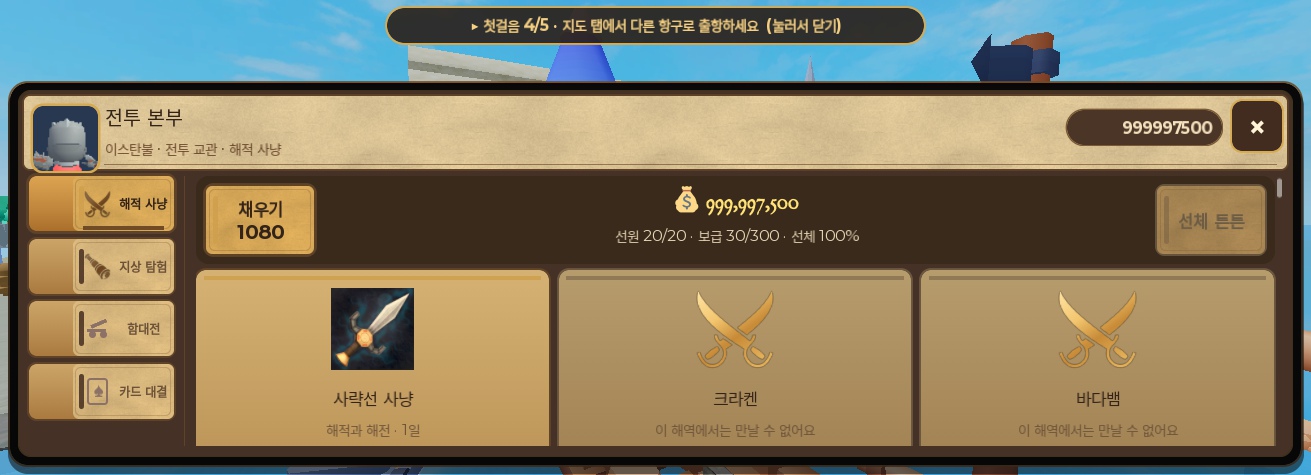 ▸ 첫걸음 4/5 · 지도 탭에서 다른 항구로 출항하세요 (눌러서 닫기)
전투 본부
이스탄불 · 전투 교관 · 해적 사냥
999997500
×
해적 사냥
지상 탐험
함대전
카드 대결
채우기
1080
999,997,500
선원 20/20 · 보급 30/300 · 선체 100%
선체 튼튼
사략선 사냥
해적과 해전 · 1일
크라켄
이 해역에서는 만날 수 없어요
바다뱀
이 해역에서는 만날 수 없어요